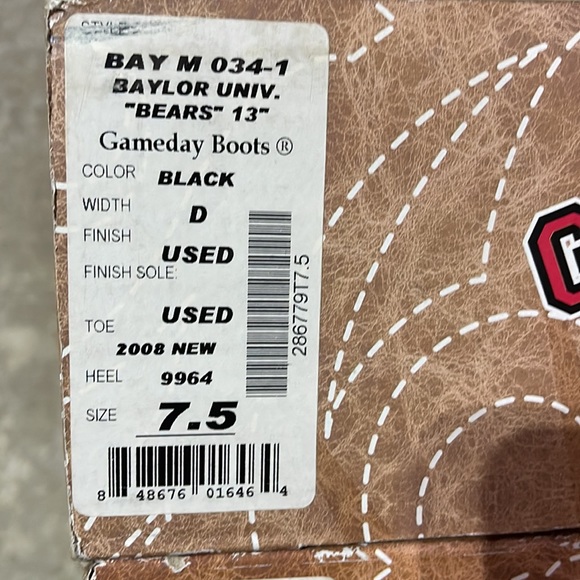 STYLE
BAY M 034-1
BAYLOR UNIV.
"BEARS" 13"
Gameday Boots ®
COLOR BLACK
WIDTH D
FINISH USED
FINISH SOLE: USED
TOE 2008 NEW
HEEL 9964
SIZE 7.5
286779T7.5
8 48676 01646 4
G